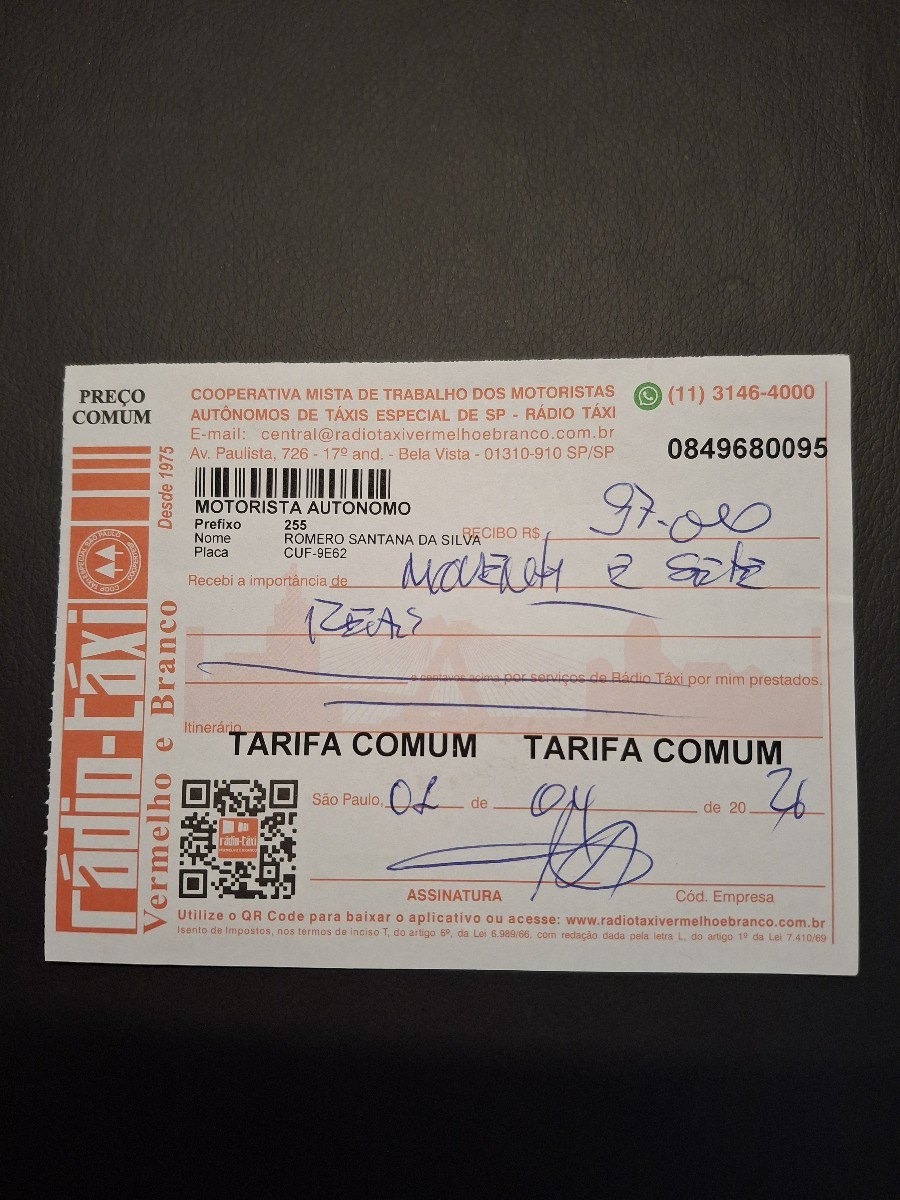 PREÇO
COMUM
COOPERATIVA MISTA DE TRABALHO DOS MOTORISTAS
AUTÔNOMOS DE TÁXIS ESPECIAL DE SP - RÁDIO TÁXI
E-mail: central@radiotaxivermelhoebranco.com.br
Av. Paulista, 726 - 17º and, - Bela Vista - 01310-910 SP/SP
(11) 3146-4000
0849680095
Desde 1975
rádio-táxi
Vermelho e Branco
MOTORISTA AUTONOMO
Prefixo 255
Nome ROMERO SANTANA DA SILVA
Placa CUF-9E62
RECIBO R$ 97-000
Recebi a importância de NOVENTA E SETE
REAIS
e centavos acima por serviços de Rádio Táxi por mim prestados.
Itinerário
TARIFA COMUM TARIFA COMUM
São Paulo, 01 de 04 de 20 26
rádio-táxi
ASSINATURA Cód. Empresa
Utilize o QR Code para baixar o aplicativo ou acesse: www.radiotaxivermelhoebranco.com.br
Isento de Impostos, nos termos de inciso T, do artigo 5º, da Lei 6.989/66, com redação dada pela letra L, do artigo 1º da Lei 7.410/69